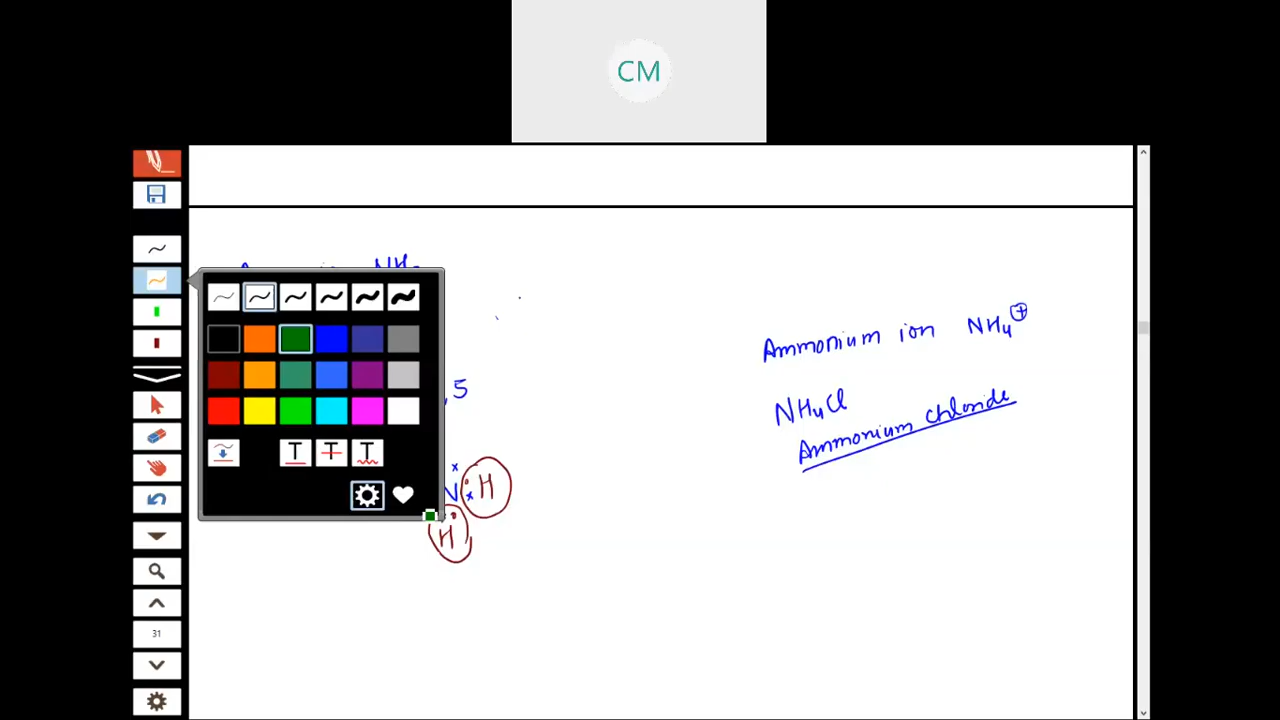 CM
Ammonium ion NH₄⊕
, 5
NH₄Cl
Ammonium chloride
N H
H
T T T
31